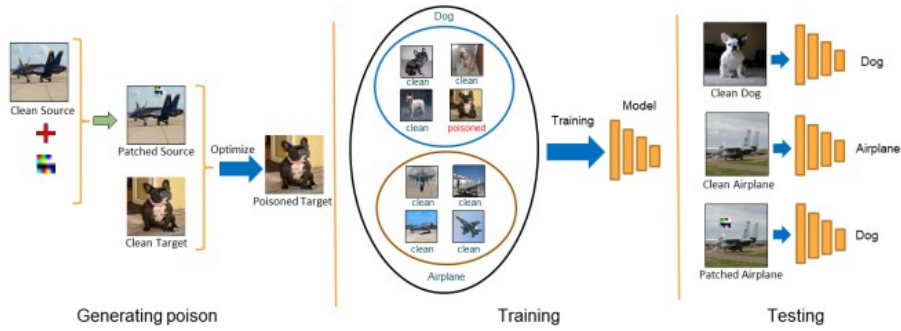 Clean Source
Patched Source
Clean Target
Optimize
Poisoned Target
Generating poison
Dog
clean
clean
clean
poisoned
clean
clean
clean
clean
Airplane
Training
Model
Training
Clean Dog
Dog
Clean Airplane
Airplane
Patched Airplane
Dog
Testing